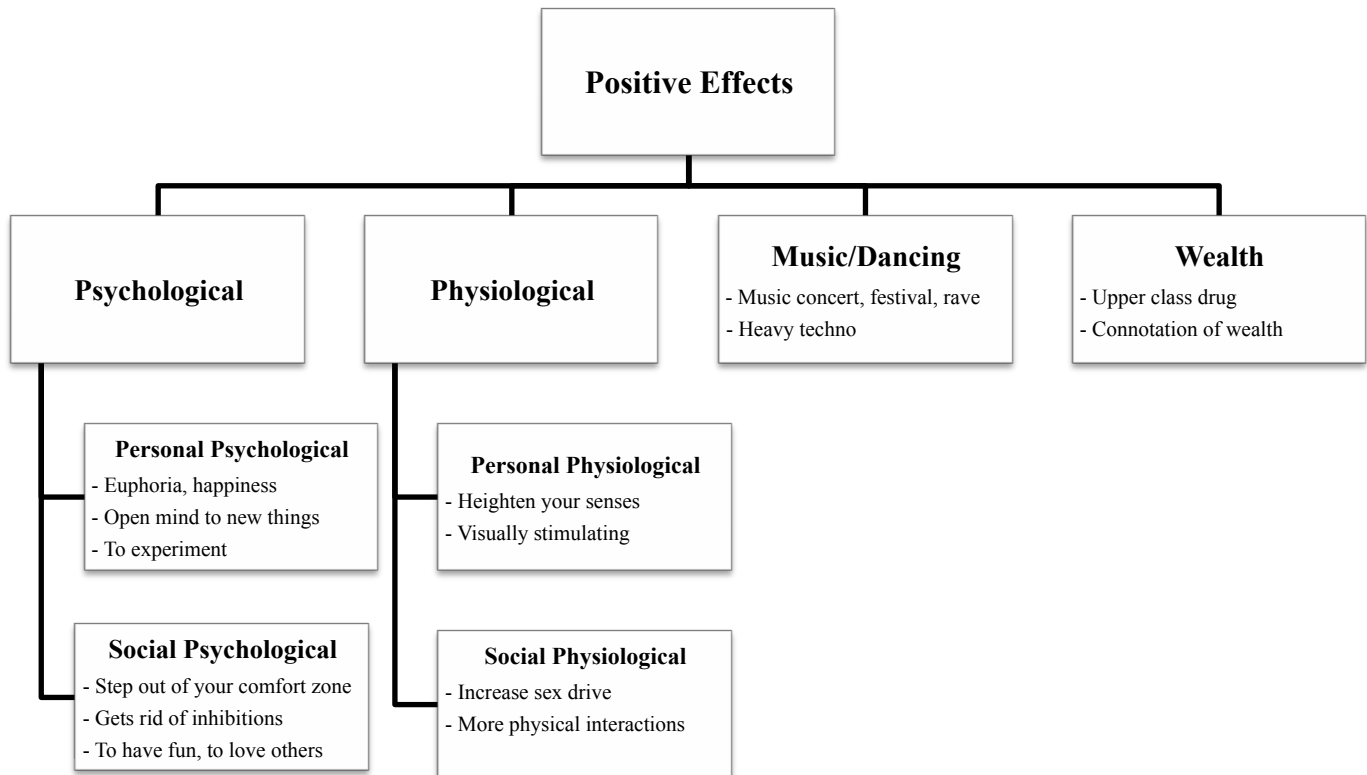 Positive Effects
Psychological
Physiological
Music/Dancing
- Music concert, festival, rave
- Heavy techno
Wealth
- Upper class drug
- Connotation of wealth
Personal Psychological
- Euphoria, happiness
- Open mind to new things
- To experiment
Personal Physiological
- Heighten your senses
- Visually stimulating
Social Psychological
- Step out of your comfort zone
- Gets rid of inhibitions
- To have fun, to love others
Social Physiological
- Increase sex drive
- More physical interactions